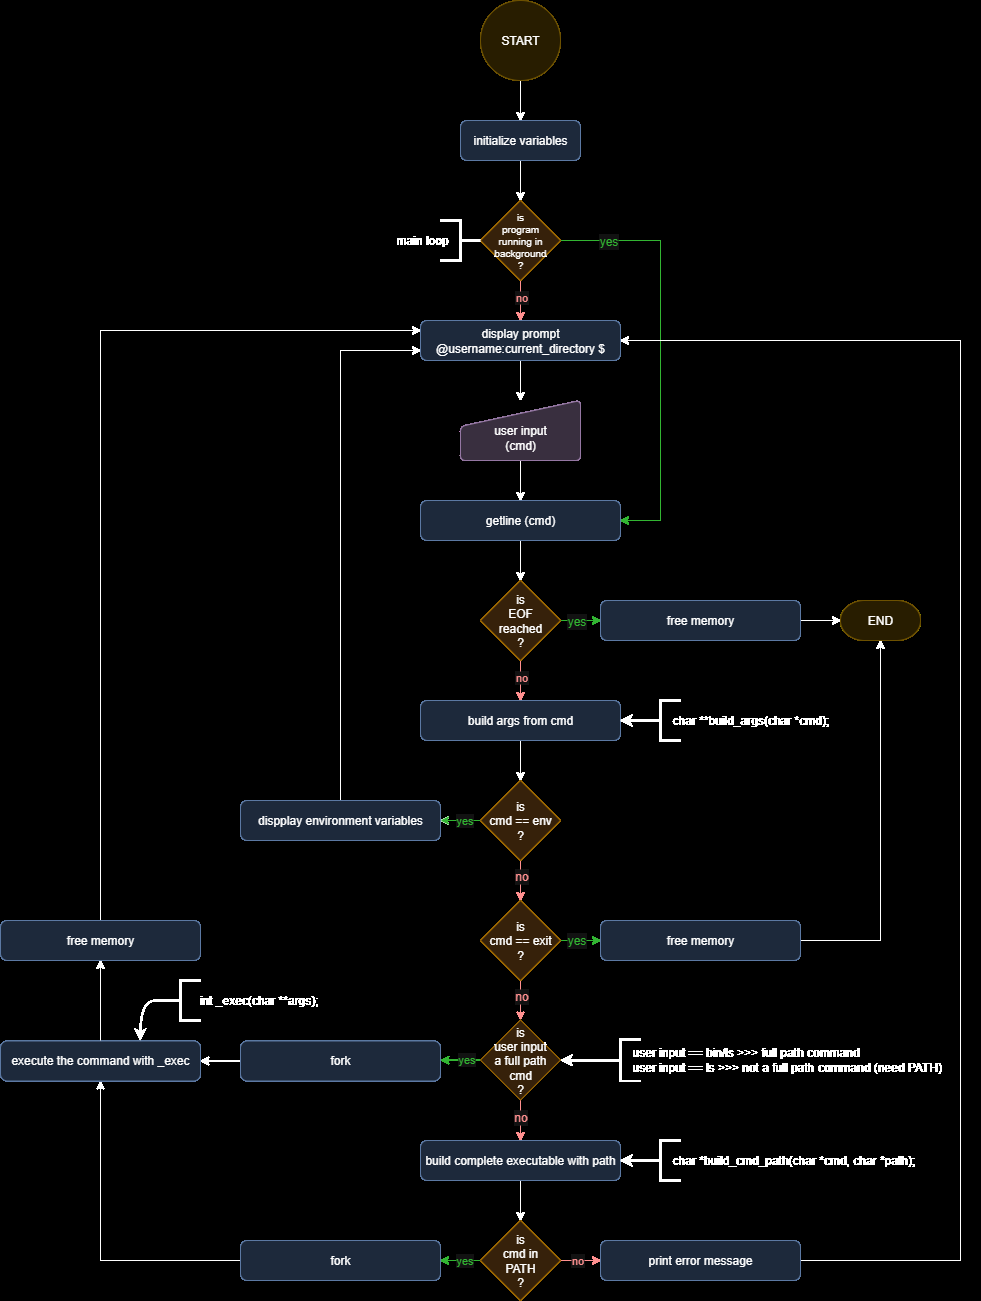 START
initialize variables
is
program
running in
background
?
main loop
yes
no
display prompt
@username:current_directory $
user input
(cmd)
getline (cmd)
is
EOF
reached
?
yes
free memory
END
no
build args from cmd
char **build_args(char *cmd);
is
cmd == env
?
yes
dispplay environment variables
no
is
cmd == exit
?
yes
free memory
free memory
no
int _exec(char **args);
is
user input
a full path
cmd
?
yes
fork
execute the command with _exec
user input == bin/ls >>> full path command
user input == ls >>> not a full path command (need PATH)
no
build complete executable with path
char *build_cmd_path(char *cmd, char *path);
is
cmd in
PATH
?
yes
fork
no
print error message